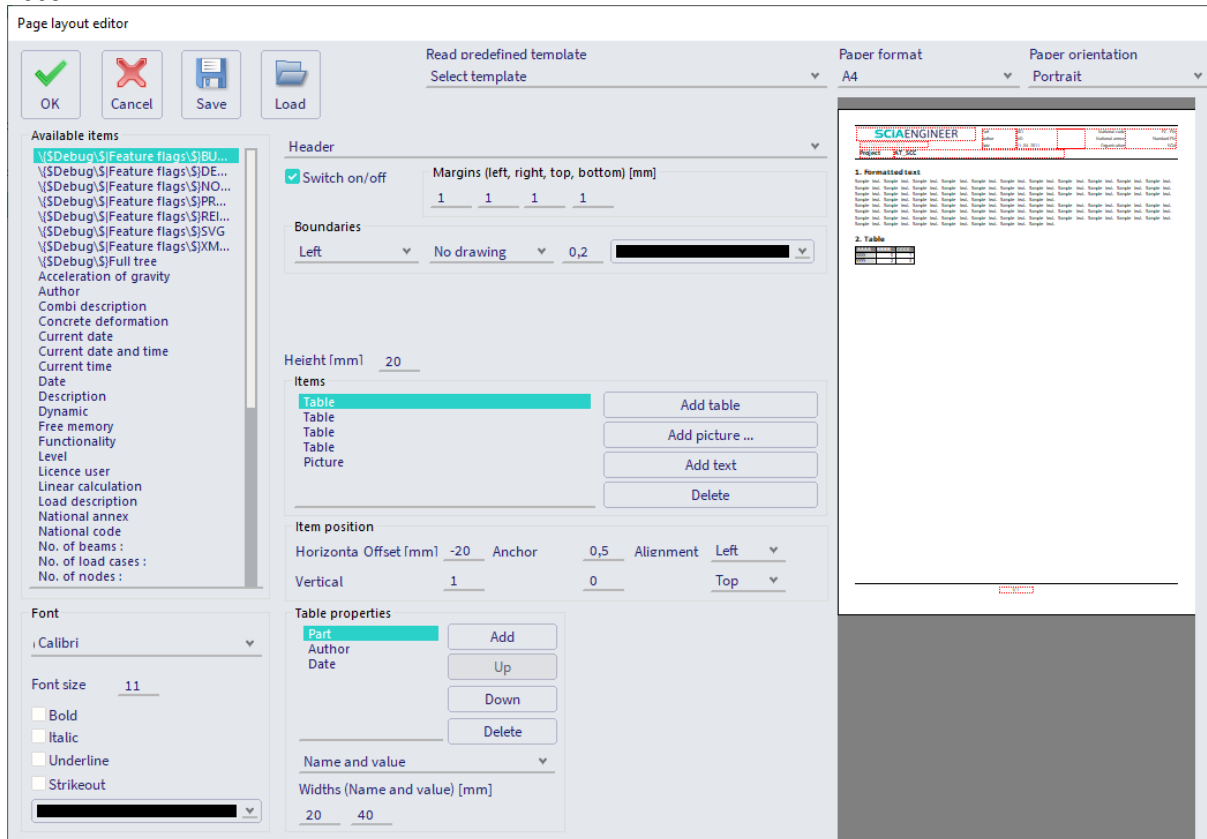 Page layout editor
OK
Cancel
Save
Load
Read predefined template
Select template
Paper format
A4
Paper orientation
Portrait
Available items
\{$Debug\$|Feature flags\$}BU...
\{$Debug\$|Feature flags\$}DE...
\{$Debug\$|Feature flags\$}NO...
\{$Debug\$|Feature flags\$}PR...
\{$Debug\$|Feature flags\$}REI...
\{$Debug\$|Feature flags\$}SVG
\{$Debug\$|Feature flags\$}XM...
\{$Debug\$}Full tree
Acceleration of gravity
Author
Combi description
Concrete deformation
Current date
Current date and time
Current time
Date
Description
Dynamic
Free memory
Functionality
Level
Licence user
Linear calculation
Load description
National annex
National code
No. of beams :
No. of load cases :
No. of nodes :
Font
Calibri
Font size 11
Bold
Italic
Underline
Strikeout
Header
Switch on/off
Margins (left, right, top, bottom) [mm]
1 1 1 1
Boundaries
Left No drawing 0,2
Height [mm] 20
Items
Table
Table
Table
Table
Picture
Add table
Add picture ...
Add text
Delete
Item position
Horizonta Offset [mm] -20 Anchor 0,5 Alignment Left
Vertical 1 0 Top
Table properties
Part
Author
Date
Add
Up
Down
Delete
Name and value
Widths (Name and value) [mm]
20 40
SCIAENGINEER
Project AT_SCC
1. Formatted text
2. Table